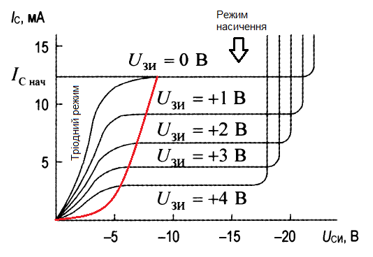 I_C, мА
Режим насичення
15
U_зи = 0 В
I_C нач
U_зи = +1 В
10
Тріодний режим
U_зи = +2 В
5
U_зи = +3 В
U_зи = +4 В
–5 –10 –15 –20 U_СИ, В